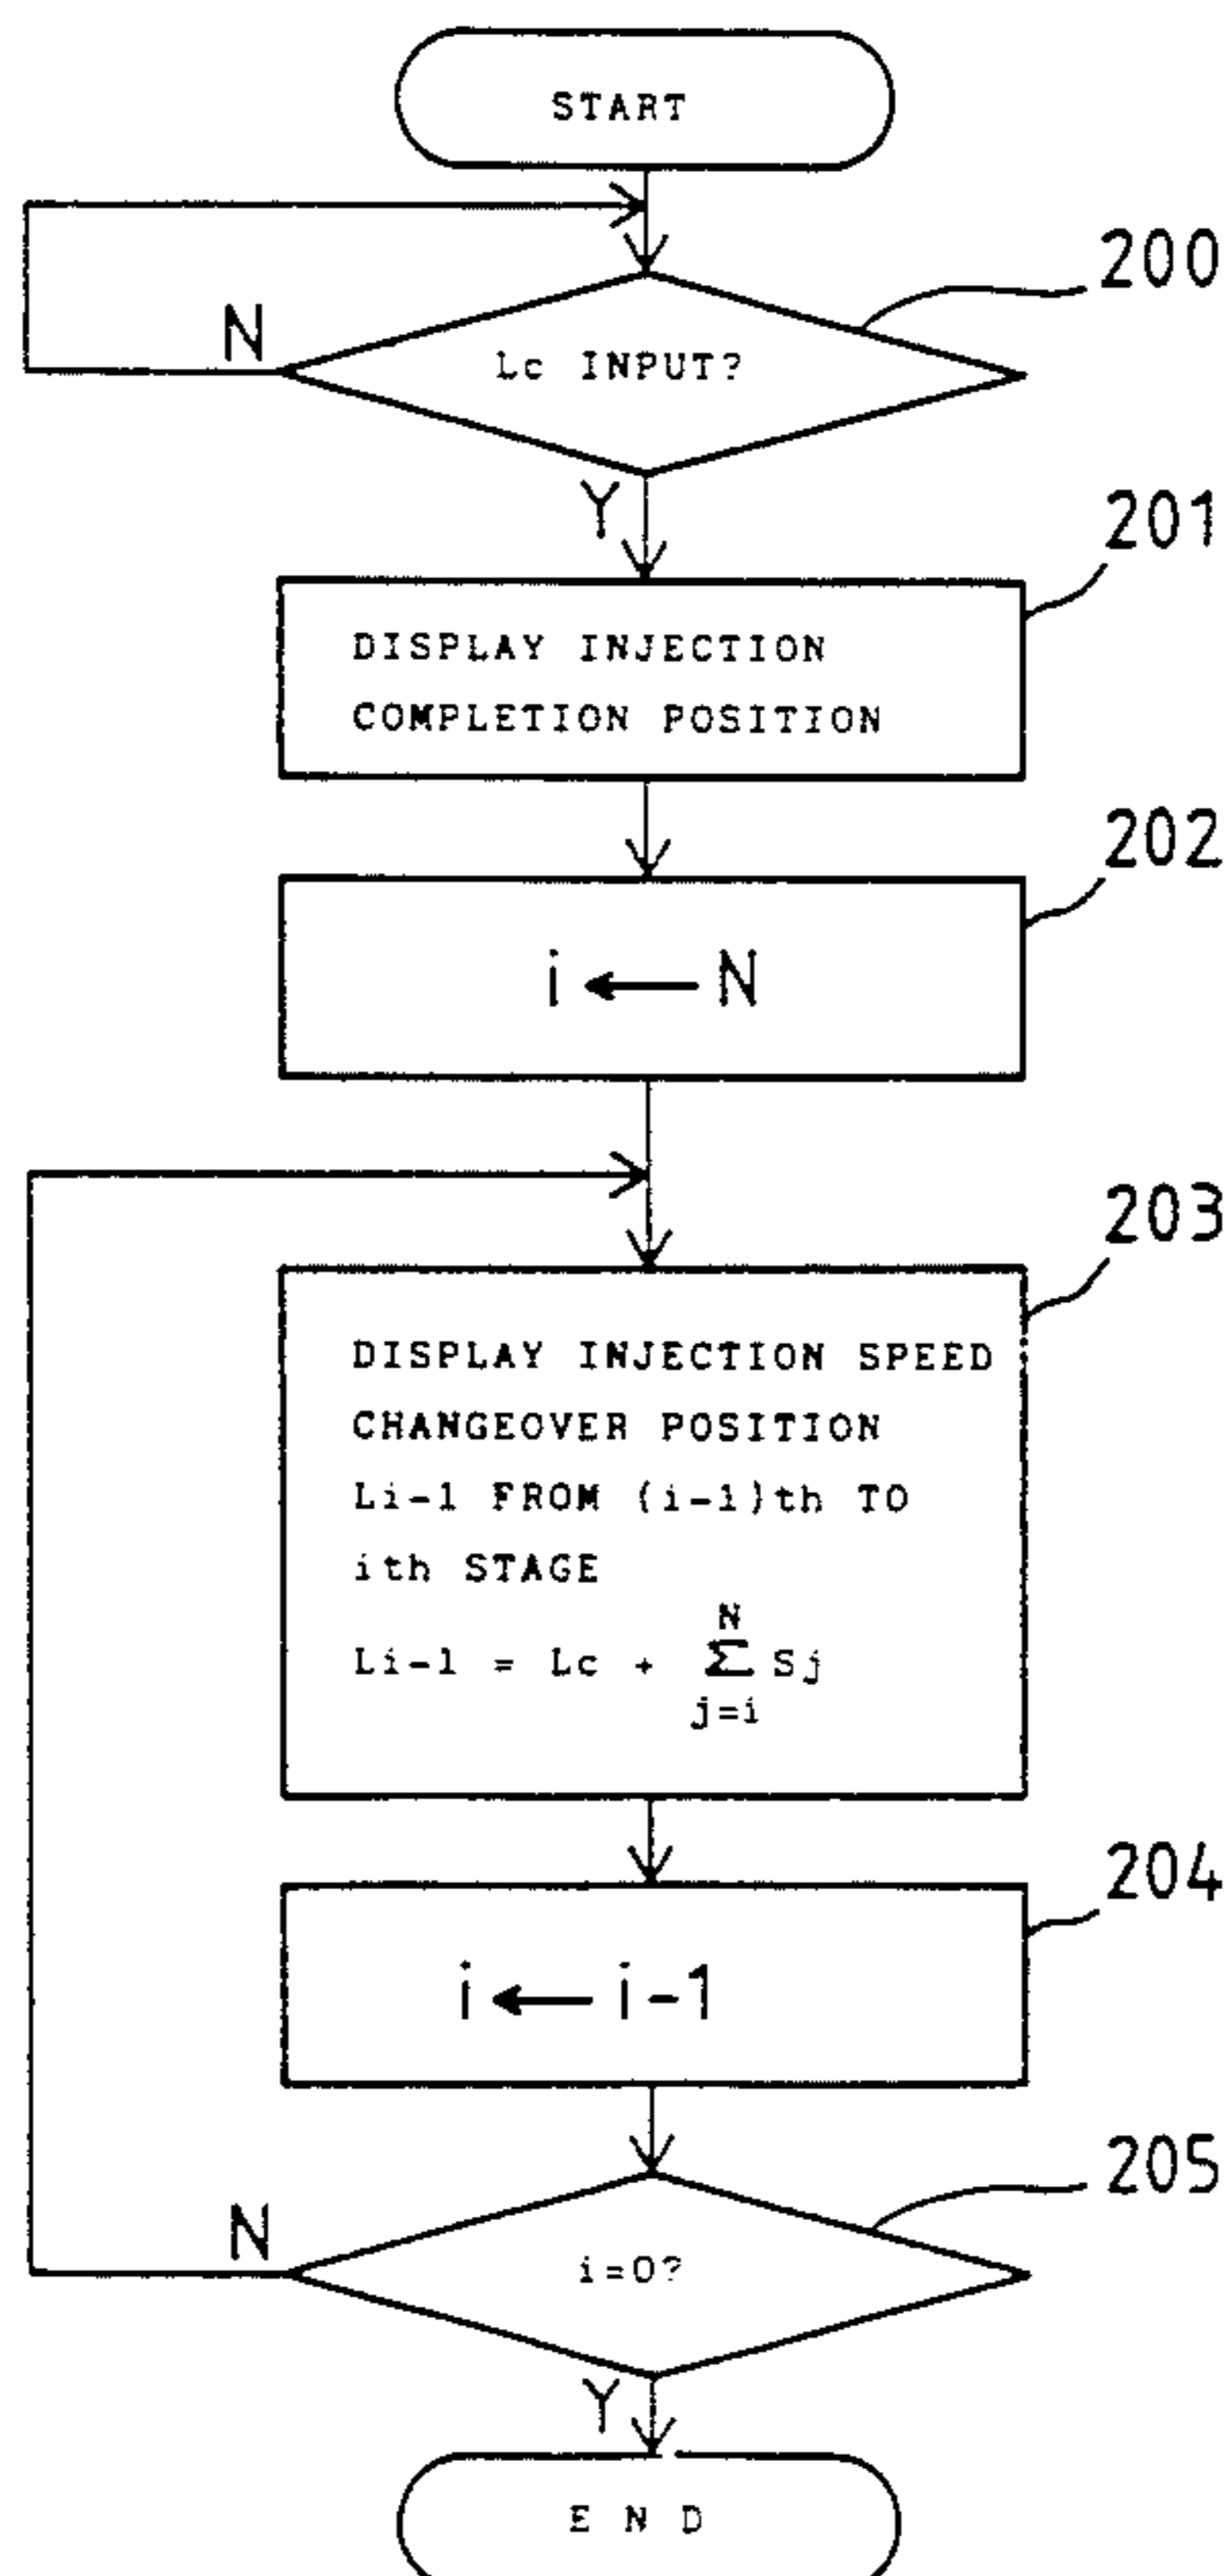 START
200
N
Lc INPUT?
Y
201
DISPLAY INJECTION
COMPLETION POSITION
202
i ← N
203
DISPLAY INJECTION SPEED
CHANGEOVER POSITION
Li-1 FROM (i-1)th TO
ith STAGE
N
Li-1 = Lc + Σ Sj
j=i
204
i ← i-1
205
N
i=0?
Y
E N D